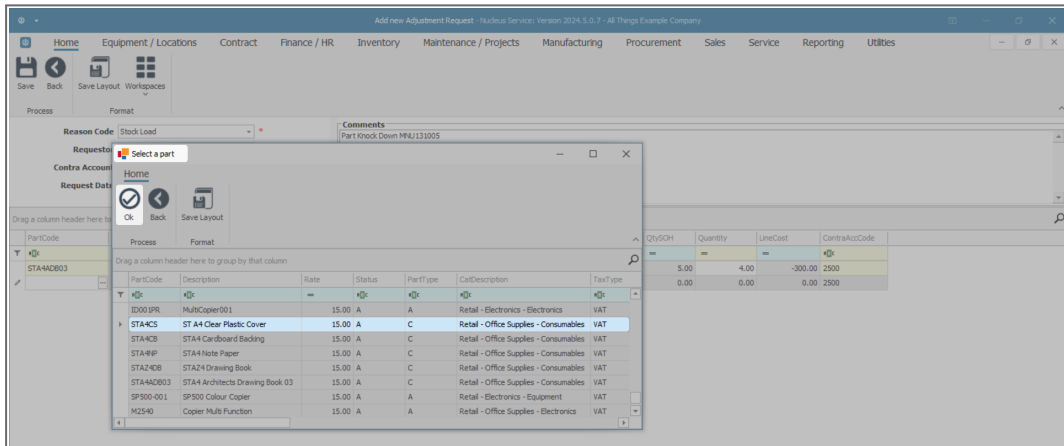 Add new Adjustment Request - Nucleus Service: Version 2024.5.0.7 - All Things Example Company
Home Equipment / Locations Contract Finance / HR Inventory Maintenance / Projects Manufacturing Procurement Sales Service Reporting Utilities
Save Back Save Layout Workspaces
Process Format
Reason Code Stock Load * Comments
Part Knock Down MNU131005
Requestor
Contra Account
Request Date
Select a part
Home
Ok Back Save Layout
Process Format
Drag a column header here to
Drag a column header here to group by that column
PartCode QtySOH Quantity LineCost ContraAccCode
= = =
STA4ADB03 5.00 4.00 -300.00 2500
0.00 0.00 0.00 2500
PartCode Description Rate Status PartType CatDescription TaxType
=
ID001PR MultiCopier001 15.00 A A Retail - Electronics - Electronics VAT
STA4CS ST A4 Clear Plastic Cover 15.00 A C Retail - Office Supplies - Consumables VAT
STA4CB STA4 Cardboard Backing 15.00 A C Retail - Office Supplies - Consumables VAT
STA4NP STA4 Note Paper 15.00 A C Retail - Office Supplies - Consumables VAT
STAZ4DB STAZ4 Drawing Book 15.00 A C Retail - Office Supplies - Consumables VAT
STA4ADB03 STA4 Architects Drawing Book 03 15.00 A C Retail - Office Supplies - Consumables VAT
SP500-001 SP500 Colour Copier 15.00 A A Retail - Electronics - Equipment VAT
M2540 Copier Multi Function 15.00 A A Retail - Office Supplies - Electronics VAT